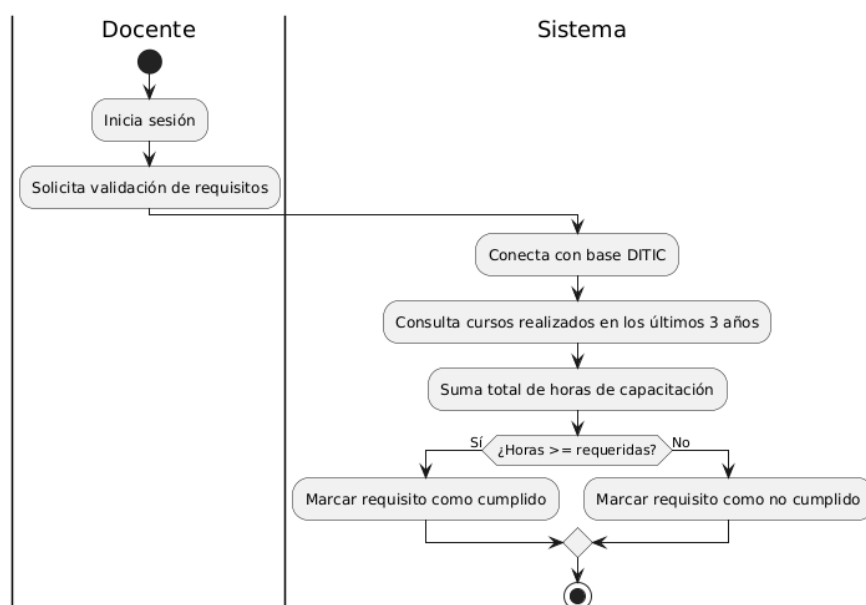 Docente
Sistema
Inicia sesión
Solicita validación de requisitos
Conecta con base DITIC
Consulta cursos realizados en los últimos 3 años
Suma total de horas de capacitación
Sí
¿Horas >= requeridas?
No
Marcar requisito como cumplido
Marcar requisito como no cumplido